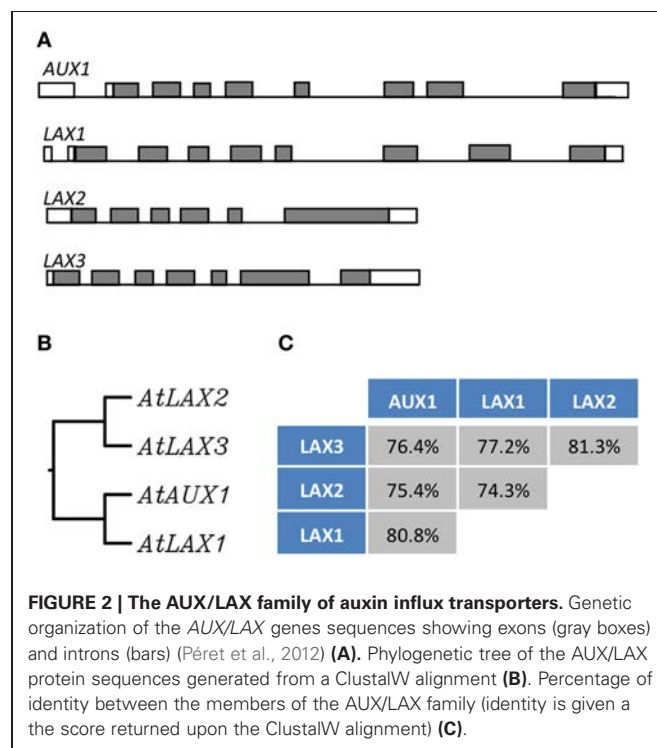 A
AUX1
LAX1
LAX2
LAX3
B
C
AtLAX2
AtLAX3
AtAUX1
AtLAX1
AUX1 LAX1 LAX2
LAX3 76.4% 77.2% 81.3%
LAX2 75.4% 74.3%
LAX1 80.8%
FIGURE 2 | The AUX/LAX family of auxin influx transporters. Genetic
organization of the AUX/LAX genes sequences showing exons (gray boxes)
and introns (bars) (Péret et al., 2012) (A). Phylogenetic tree of the AUX/LAX
protein sequences generated from a ClustalW alignment (B). Percentage of
identity between the members of the AUX/LAX family (identity is given a
the score returned upon the ClustalW alignment) (C).